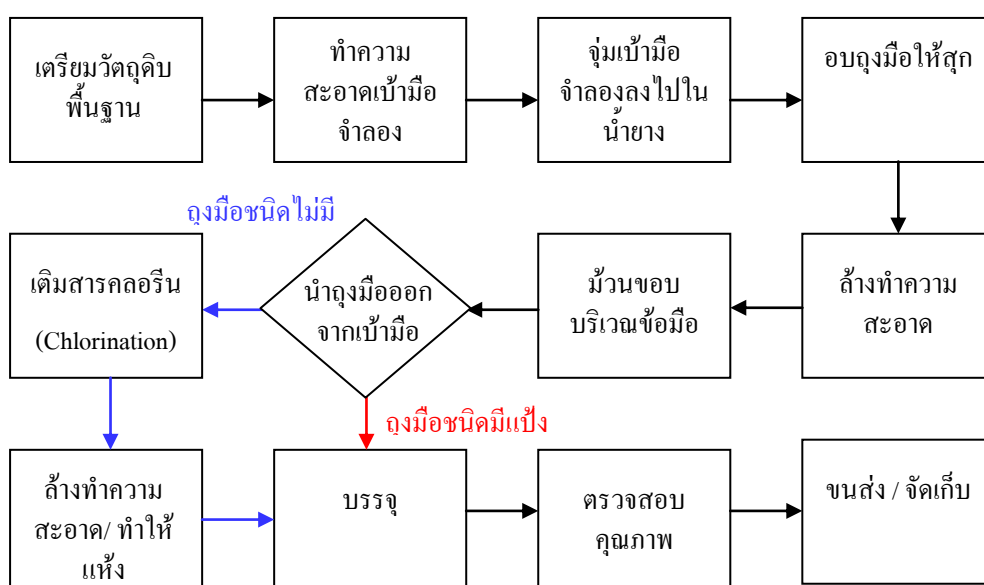 เตรียมวัตถุดิบ
พื้นฐาน
ทำความ
สะอาดเบ้ามือ
จำลอง
จุ่มเบ้ามือ
จำลองลงไปใน
น้ำยาง
อบถุงมือให้สุก
ล้างทำความ
สะอาด
ม้วนขอบ
บริเวณข้อมือ
นำถุงมือออก
จากเบ้ามือ
ถุงมือชนิดไม่มี
เติมสารคลอรีน
(Chlorination)
ล้างทำความ
สะอาด/ ทำให้
แห้ง
ถุงมือชนิดมีแป้ง
บรรจุ
ตรวจสอบ
คุณภาพ
ขนส่ง / จัดเก็บ